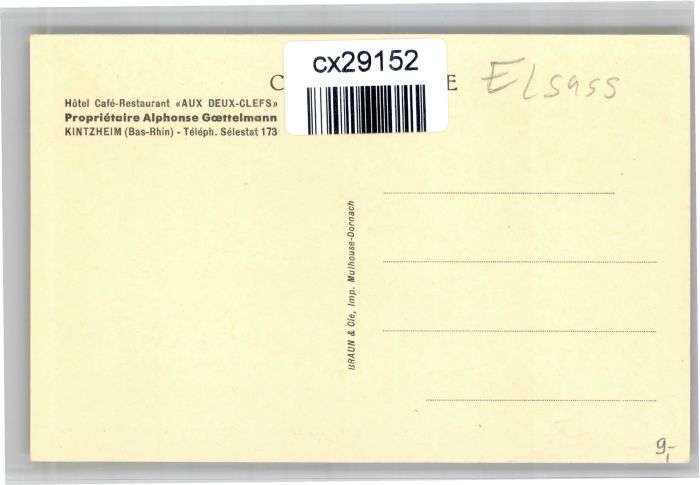 cx29152
C E
Elsass
Hôtel Café-Restaurant «AUX DEUX-CLEFS»
Propriétaire Alphonse Gœttelmann
KINTZHEIM (Bas-Rhin) - Téléph. Sélestat 173
URAUN & Cie, Imp. Mulhouse-Dornach
9,-